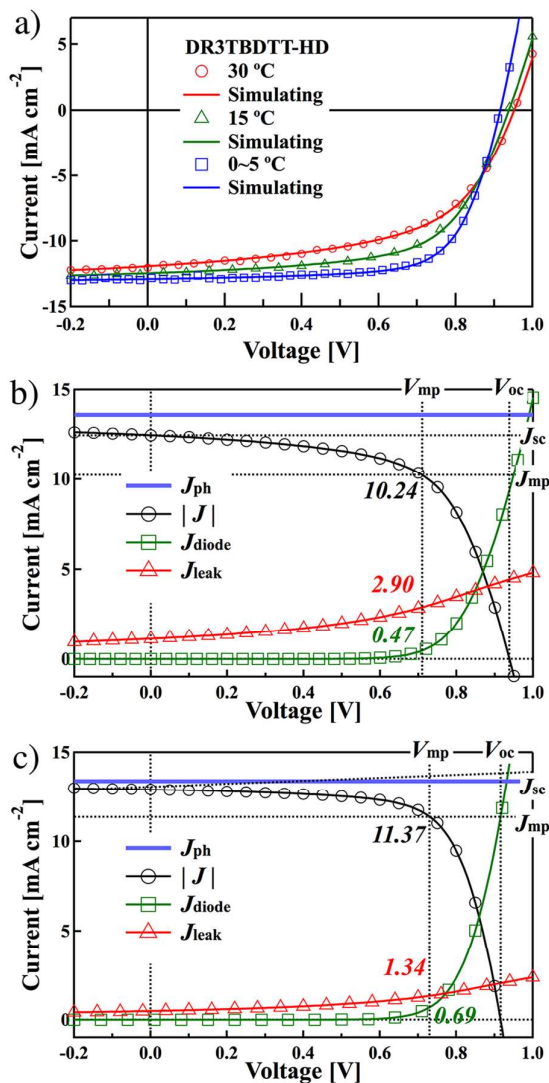 a)
DR3TBDTT-HD
30 ºC
Simulating
15 ºC
Simulating
0~5 ºC
Simulating
Current [mA cm-2]
5
0
-5
-10
-15
-0.2 0.0 0.2 0.4 0.6 0.8 1.0
Voltage [V]
b)
Vmp Voc
15
10
5
0
Current [mA cm-2]
Jsc
Jmp
Jph
| J |
Jdiode
Jleak
10.24
2.90
0.47
-0.2 0.0 0.2 0.4 0.6 0.8 1.0
Voltage [V]
c)
Vmp Voc
15
10
5
0
Current [mA cm-2]
Jsc
Jmp
Jph
| J |
Jdiode
Jleak
11.37
1.34
0.69
-0.2 0.0 0.2 0.4 0.6 0.8 1.0
Voltage [V]